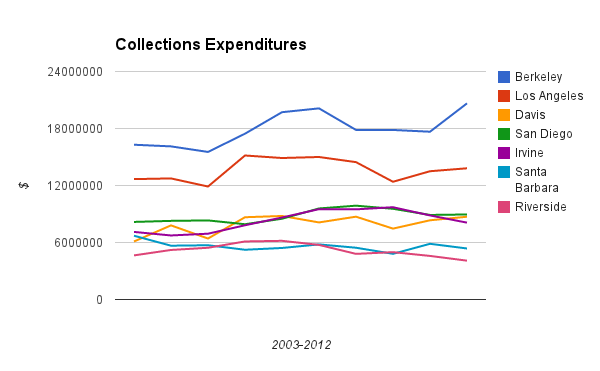 Collections Expenditures
24000000
18000000
12000000
6000000
0
$
2003-2012
Berkeley
Los Angeles
Davis
San Diego
Irvine
Santa
Barbara
Riverside